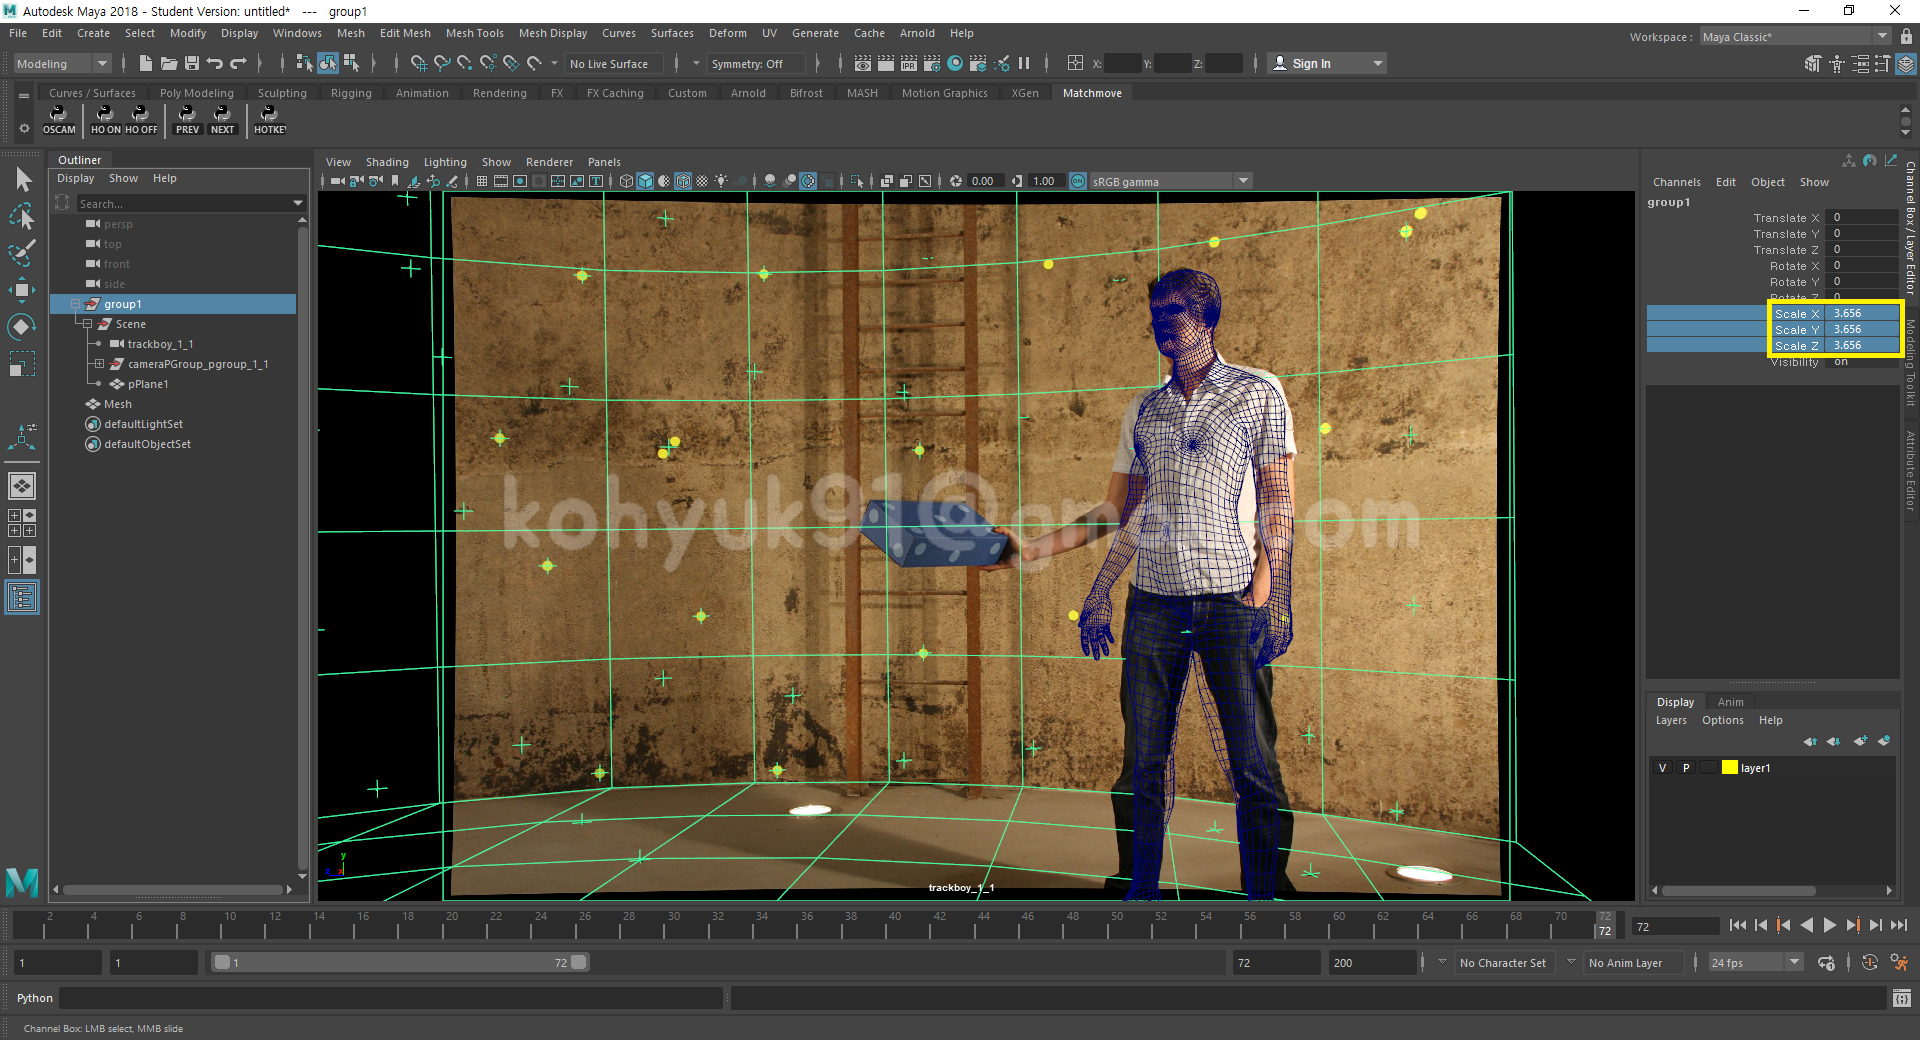 Autodesk Maya 2018 - Student Version: untitled* --- group1
File Edit Create Select Modify Display Windows Mesh Edit Mesh Mesh Tools Mesh Display Curves Surfaces Deform UV Generate Cache Arnold Help
Workspace : Maya Classic*
Modeling No Live Surface Symmetry: Off IPR X: Y: Z: Sign In
Curves / Surfaces Poly Modeling Sculpting Rigging Animation Rendering FX FX Caching Custom Arnold Bifrost MASH Motion Graphics XGen Matchmove
OSCAM HO ON HO OFF PREV NEXT HOTKEY
Outliner
Display Show Help
Search...
persp
top
front
side
group1
Scene
trackboy_1_1
cameraPGroup_pgroup_1_1
pPlane1
Mesh
defaultLightSet
defaultObjectSet
View Shading Lighting Show Renderer Panels
0.00 1.00 sRGB gamma
trackboy_1_1
y
z x
Channels Edit Object Show
group1
Translate X 0
Translate Y 0
Translate Z 0
Rotate X 0
Rotate Y 0
Rotate Z 0
Scale X 3.656
Scale Y 3.656
Scale Z 3.656
Visibility on
Channel Box / Layer Editor
Modeling Toolkit
Attribute Editor
Display Anim
Layers Options Help
V P layer1
2 4 6 8 10 12 14 16 18 20 22 24 26 28 30 32 34 36 38 40 42 44 46 48 50 52 54 56 58 60 62 64 66 68 70 72
72
72
1 1 1 72 72 200 No Character Set No Anim Layer 24 fps
Python
Channel Box: LMB select, MMB slide